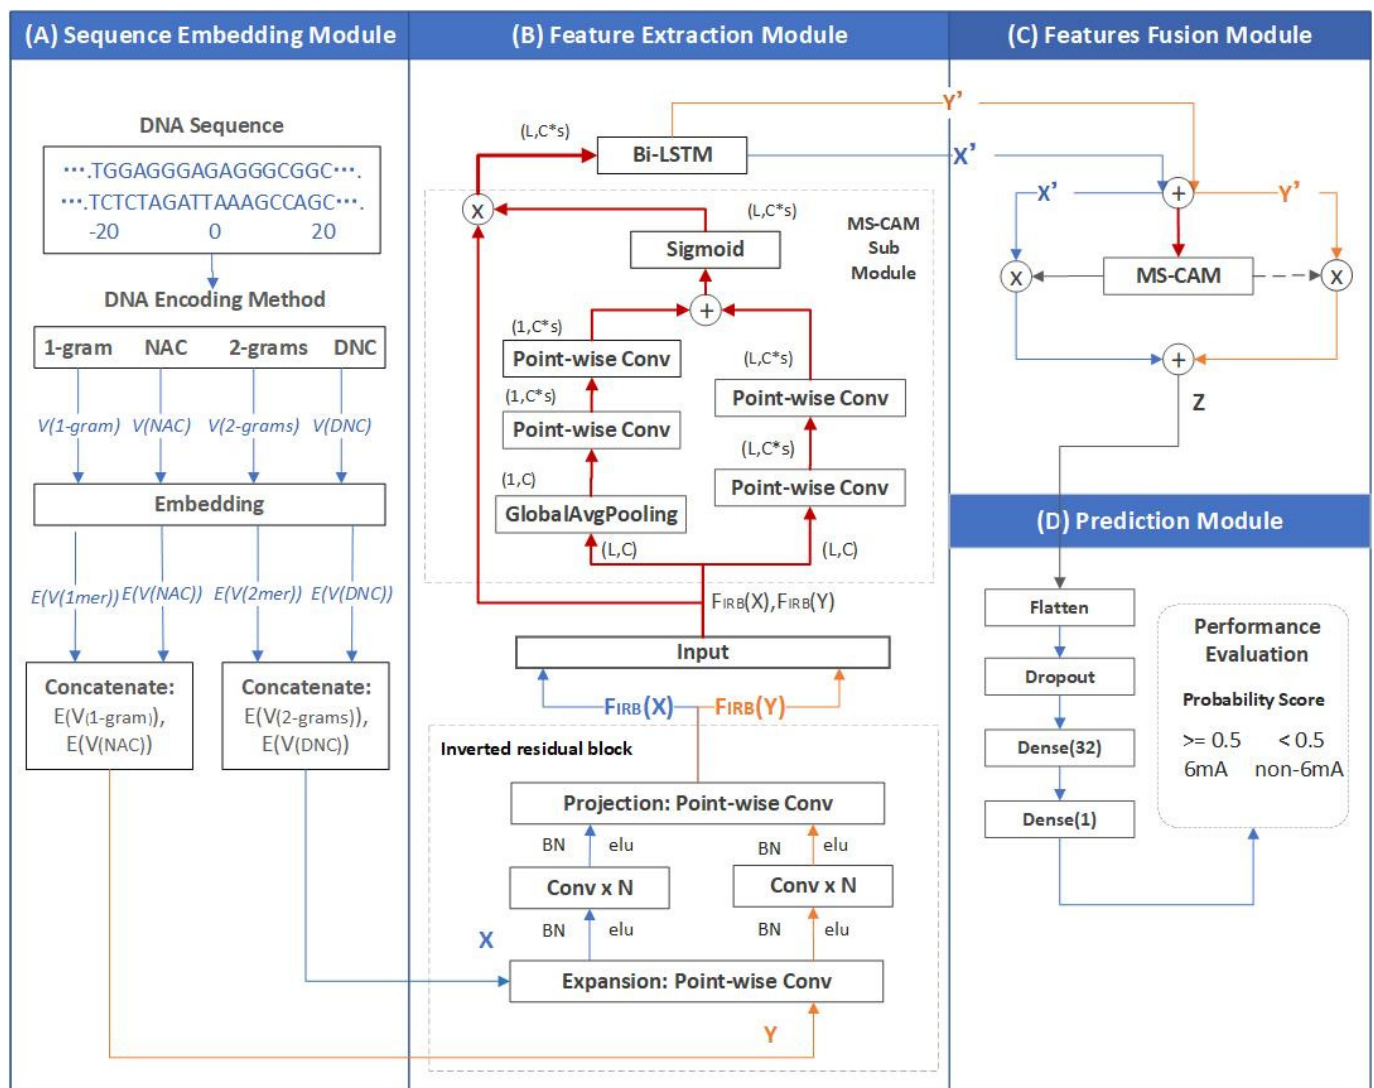 (A) Sequence Embedding Module
DNA Sequence
....TGGAGGGAGAGGGCGGC....
....TCTCTAGATTAAAGCCAGC....
-20 0 20
DNA Encoding Method
1-gram NAC 2-grams DNC
V(1-gram) V(NAC) V(2-grams) V(DNC)
Embedding
E(V(1mer)) E(V(NAC)) E(V(2mer)) E(V(DNC))
Concatenate:
E(V(1-gram)),
E(V(NAC))
Concatenate:
E(V(2-grams)),
E(V(DNC))
(B) Feature Extraction Module
(L,C*s)
Bi-LSTM
X
(L,C*s)
MS-CAM
Sub
Module
Sigmoid
+
(1,C*s)
Point-wise Conv
(1,C*s)
Point-wise Conv
(1,C)
GlobalAvgPooling
(L,C)
(L,C*s)
Point-wise Conv
(L,C*s)
Point-wise Conv
(L,C)
FIRB(X),FIRB(Y)
Input
FIRB(X) FIRB(Y)
Inverted residual block
Projection: Point-wise Conv
BN elu BN elu
Conv x N Conv x N
BN elu BN elu
X
Expansion: Point-wise Conv
Y
(C) Features Fusion Module
Y'
X'
X' + Y'
X MS-CAM X
+
Z
(D) Prediction Module
Flatten
Dropout
Dense(32)
Dense(1)
Performance
Evaluation
Probability Score
>= 0.5 < 0.5
6mA non-6mA